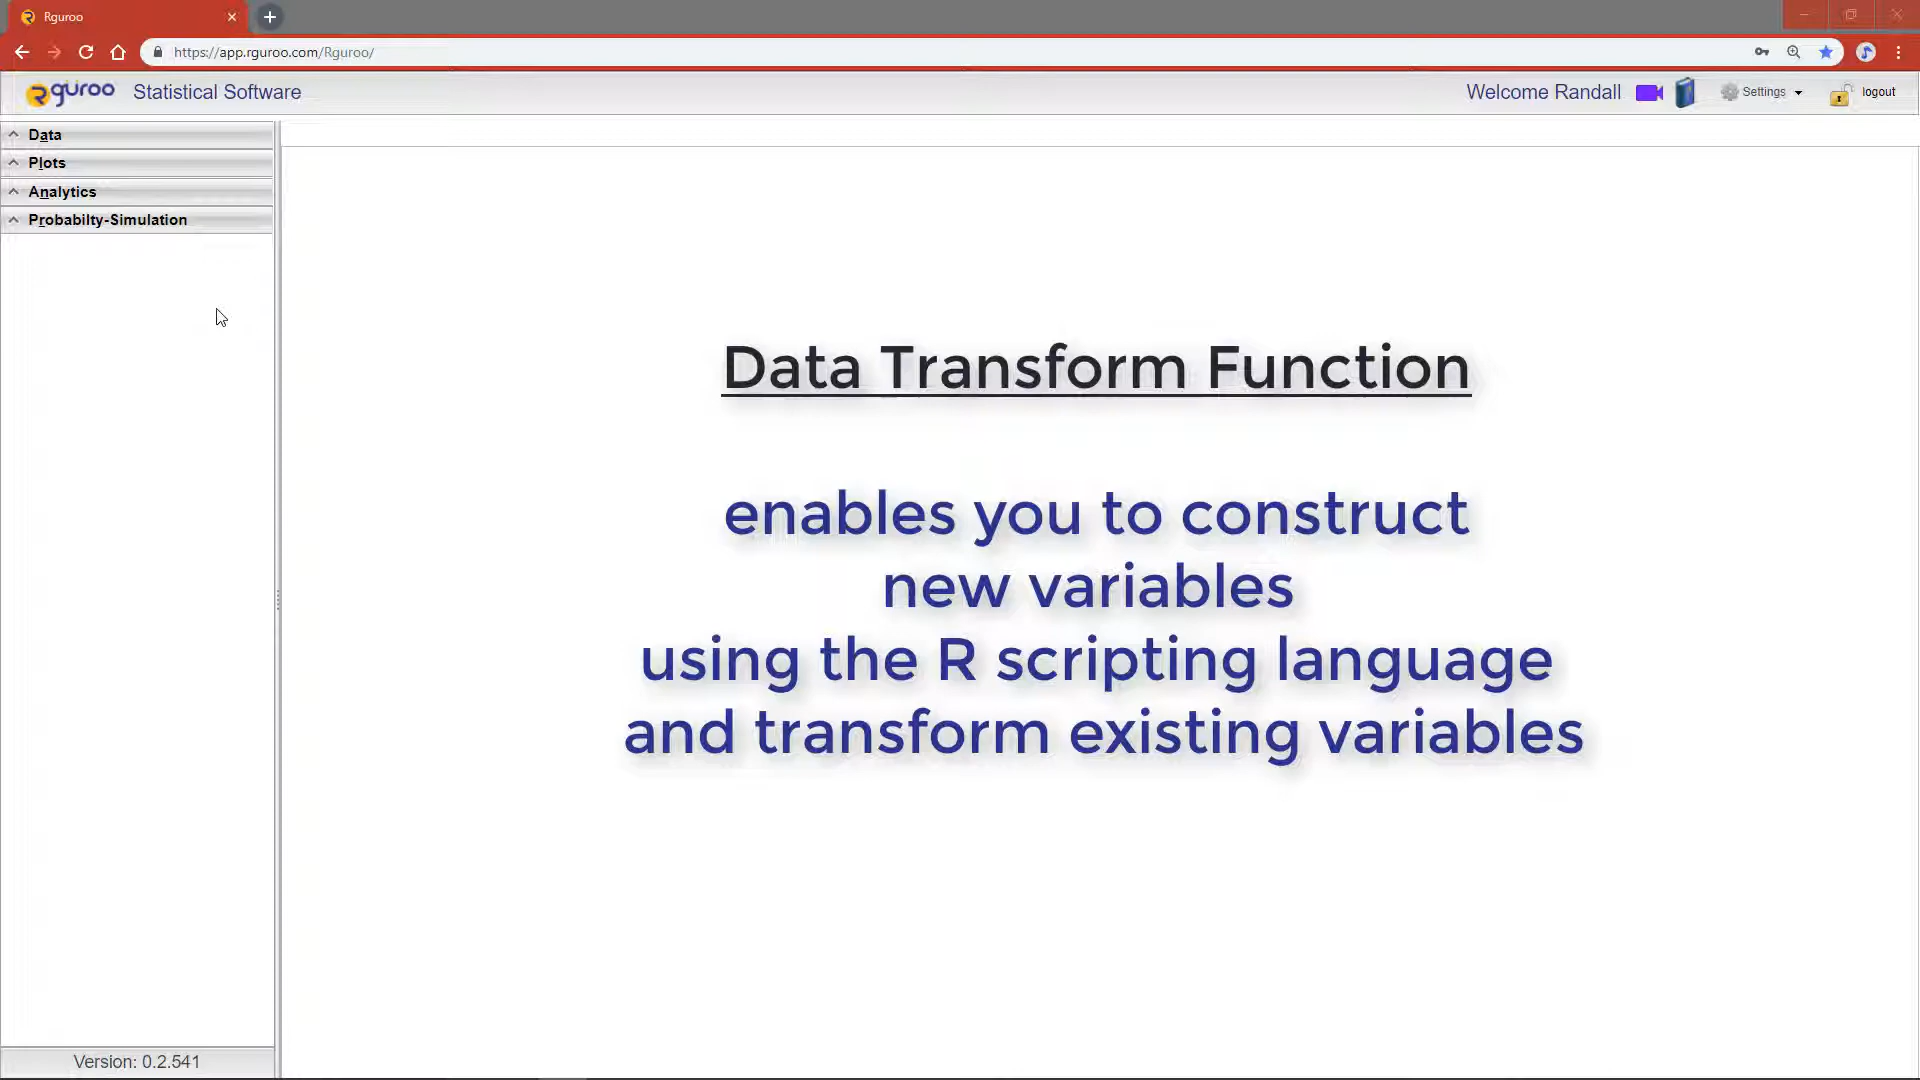 Rguroo
https://app.rguroo.com/Rguroo/
Rguroo Statistical Software
Welcome Randall Settings logout
Data
Plots
Analytics
Probabilty-Simulation
Data Transform Function
enables you to construct
new variables
using the R scripting language
and transform existing variables
Version: 0.2.541